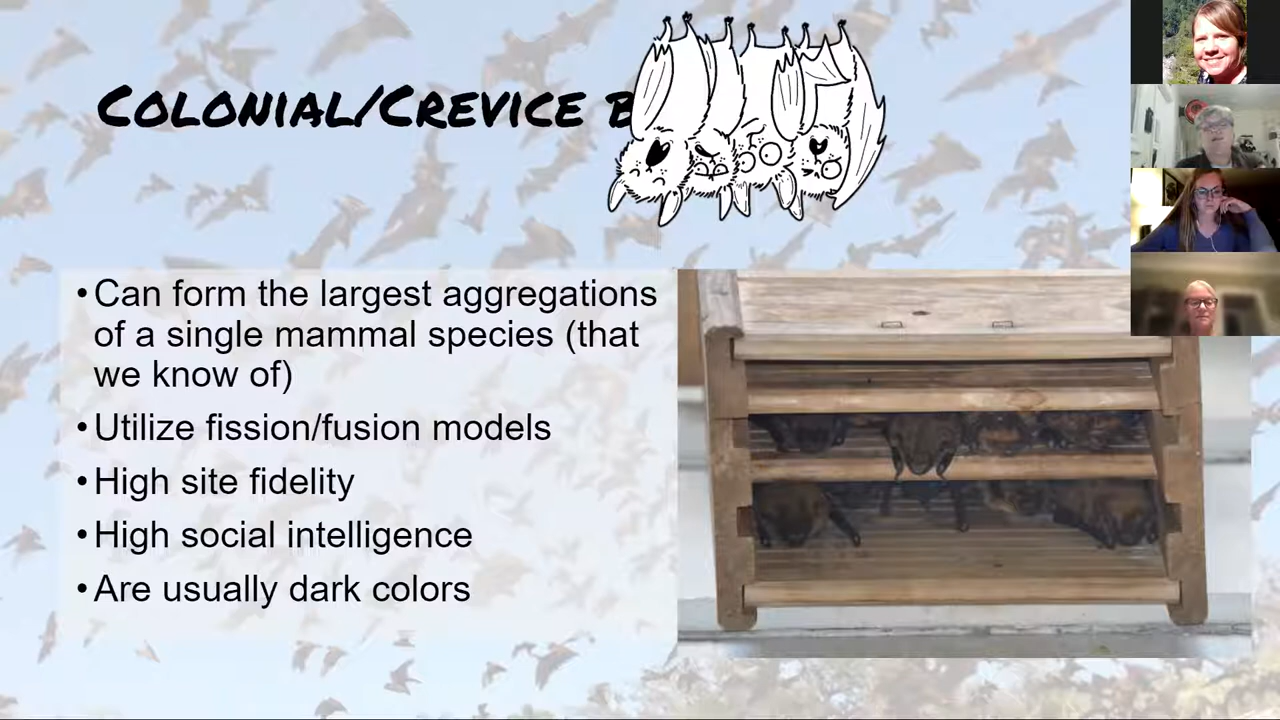 COLONIAL/CREVICE B
• Can form the largest aggregations
of a single mammal species (that
we know of)
• Utilize fission/fusion models
• High site fidelity
• High social intelligence
• Are usually dark colors